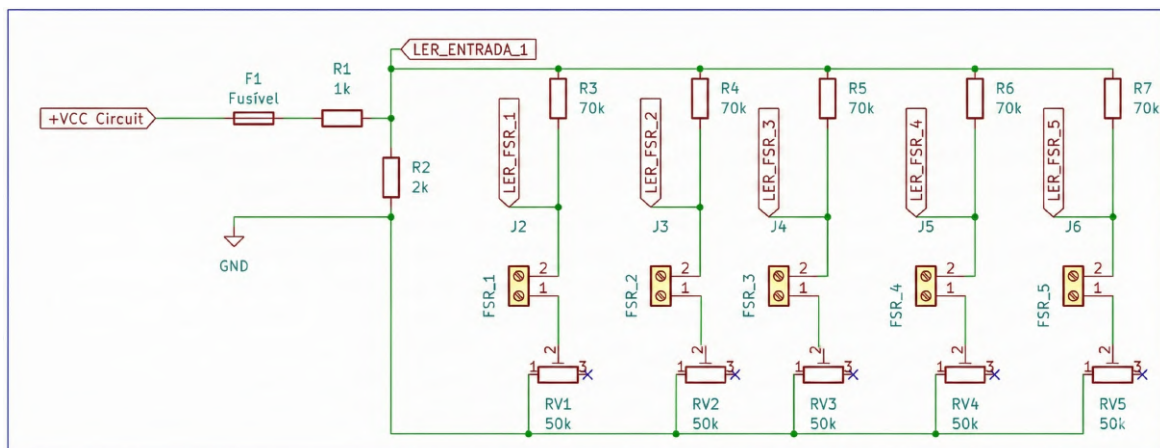 LER_ENTRADA_1
F1
Fusível
R1
1k
+VCC Circuit
R2
2k
GND
R3
70k
R4
70k
R5
70k
R6
70k
R7
70k
LER_FSR_1
LER_FSR_2
LER_FSR_3
LER_FSR_4
LER_FSR_5
J2
J3
J4
J5
J6
FSR_1
2
1
FSR_2
2
1
FSR_3
2
1
FSR_4
2
1
FSR_5
2
1
2
1 3
RV1
50k
2
1 3
RV2
50k
2
1 3
RV3
50k
2
1 3
RV4
50k
2
1 3
RV5
50k